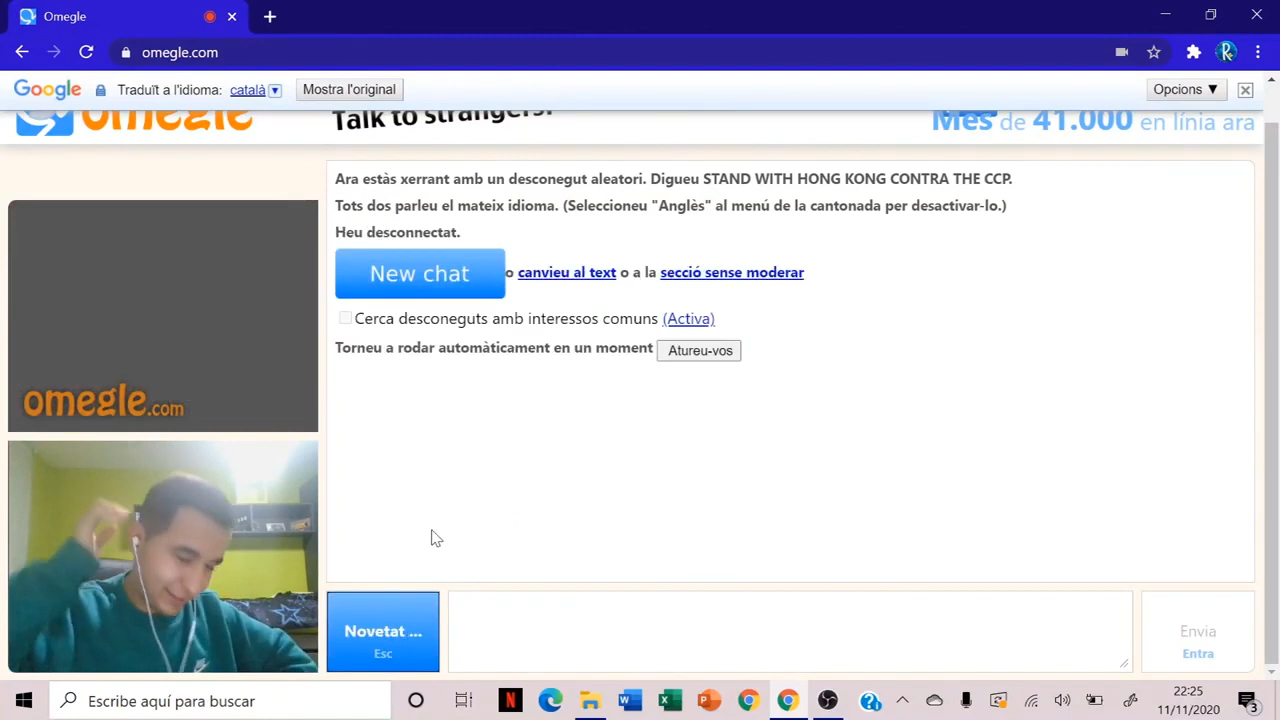 Omegle
omegle.com
Google Traduït a l'idioma: català Mostra l'original Opcions ▼
omegle Talk to strangers! Més de 41.000 en línia ara
Ara estàs xerrant amb un desconegut aleatori. Digueu STAND WITH HONG KONG CONTRA THE CCP.
Tots dos parleu el mateix idioma. (Seleccioneu "Anglès" al menú de la cantonada per desactivar-lo.)
Heu desconnectat.
New chat o canvieu al text o a la secció sense moderar
Cerca desconeguts amb interessos comuns (Activa)
Torneu a rodar automàticament en un moment Atureu-vos
omegle.com
Novetat ...
Esc
Envia
Entra
Escribe aquí para buscar
22:25
11/11/2020
3